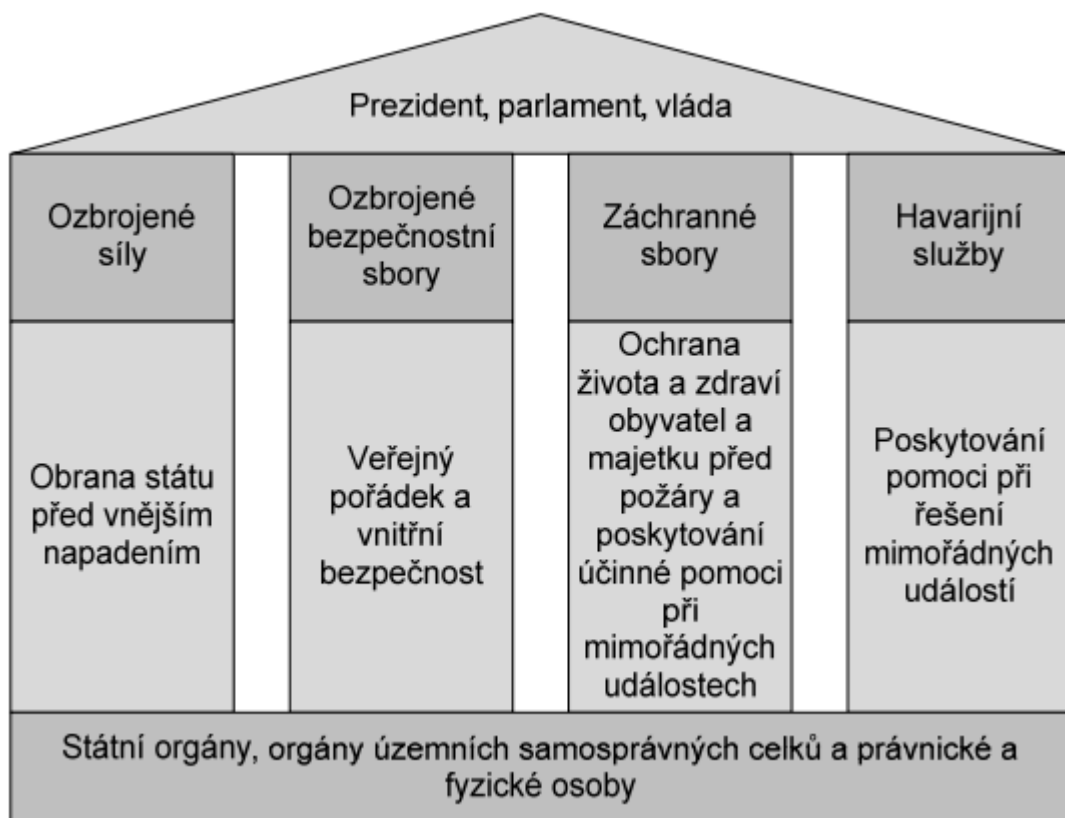 Prezident, parlament, vláda
Ozbrojené
síly
Ozbrojené
bezpečnostní
sbory
Záchranné
sbory
Havarijní
služby
Obrana státu
před vnějším
napadením
Veřejný
pořádek a
vnitřní
bezpečnost
Ochrana
života a zdraví
obyvatel a
majetku před
požáry a
poskytování
účinné pomoci
při
mimořádných
událostech
Poskytování
pomoci při
řešení
mimořádných
událostí
Státní orgány, orgány územních samosprávných celků a právnické a
fyzické osoby